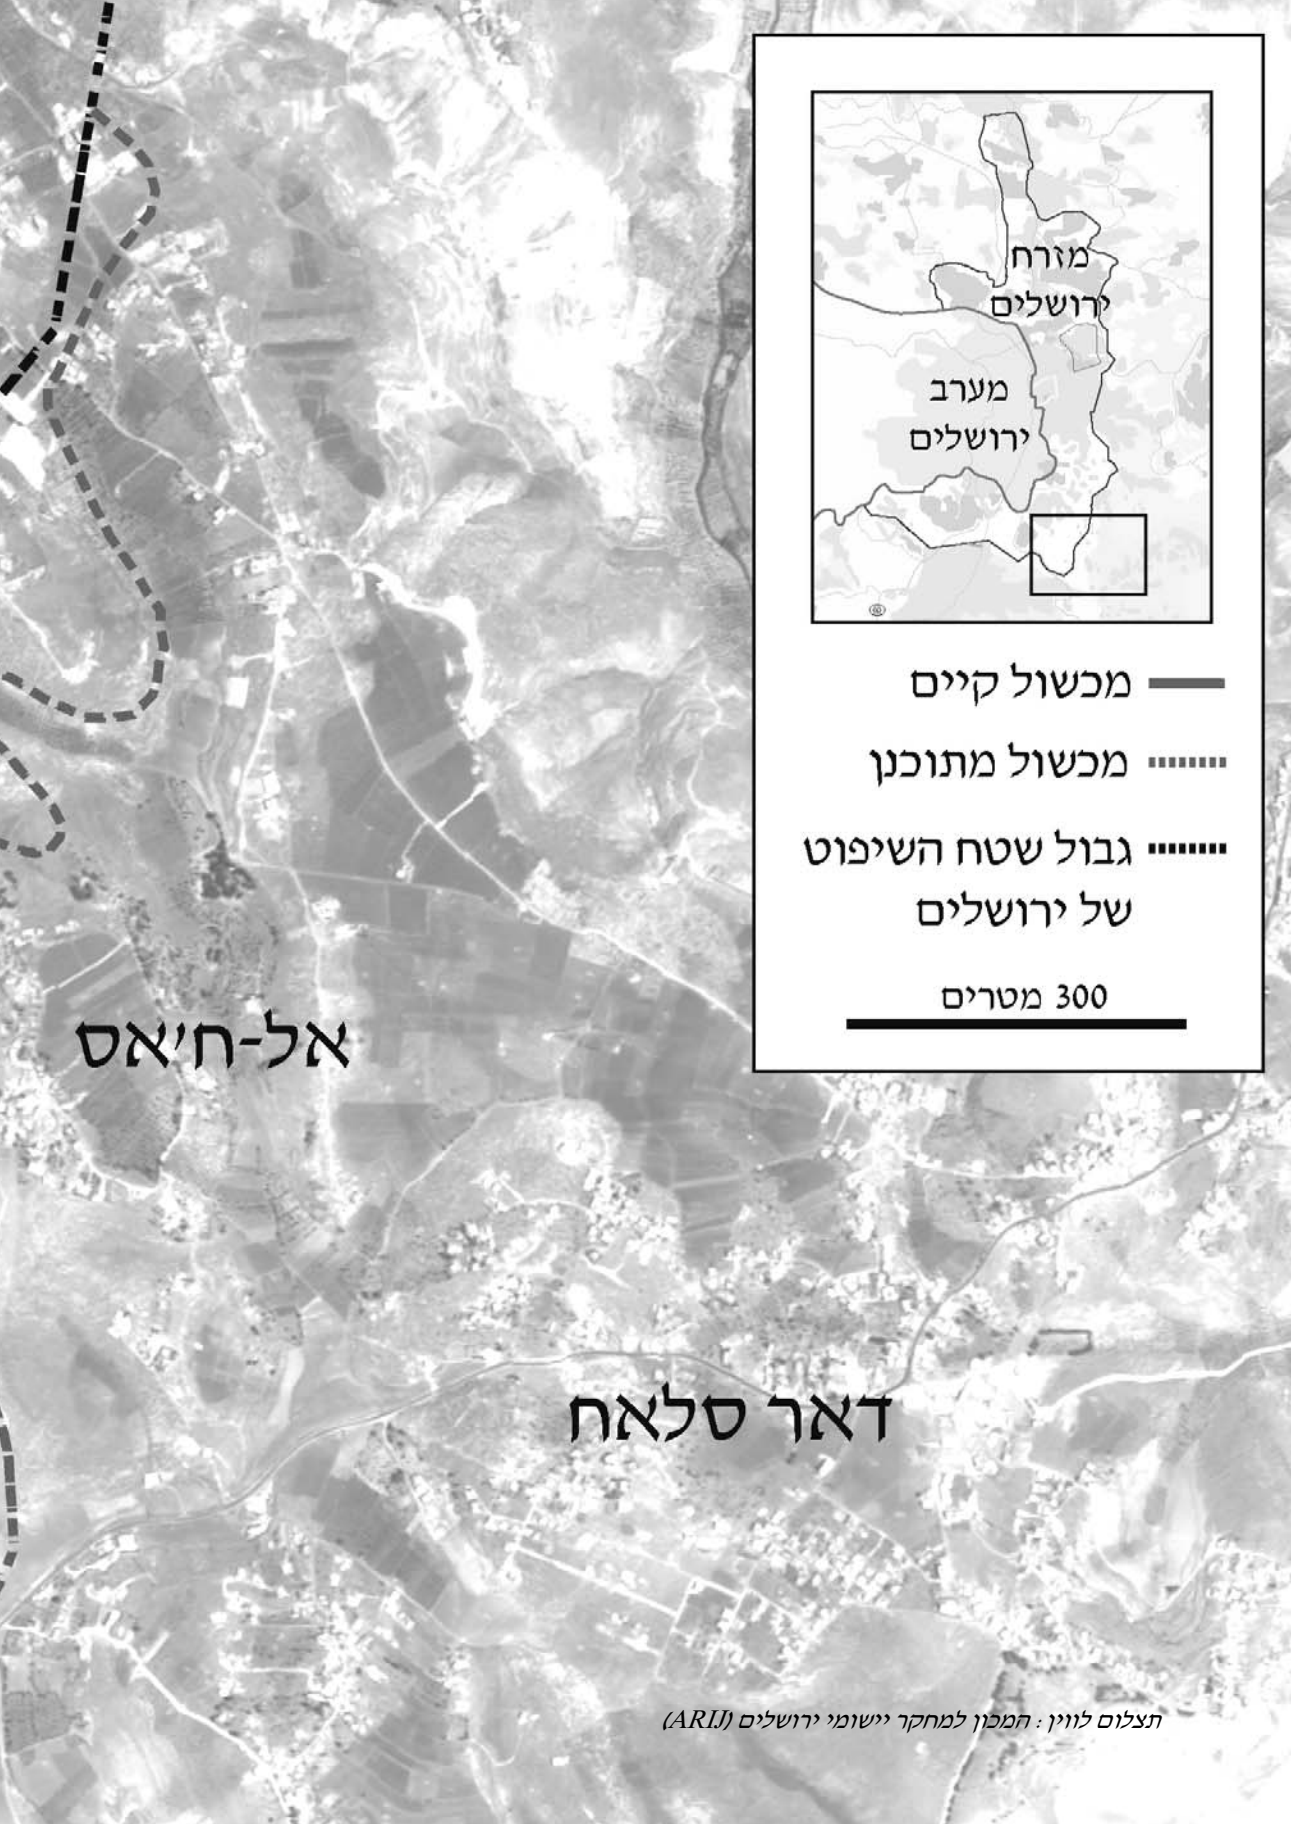 מזרח
ירושלים
מערב
ירושלים
מכשול קיים
מכשול מתוכנן
גבול שטח השיפוט
של ירושלים
300 מטרים
אל-ח'אס
דאר סלאח
תצלום לווין : המכון למחקר יישומי ירושלים (ARIJ)